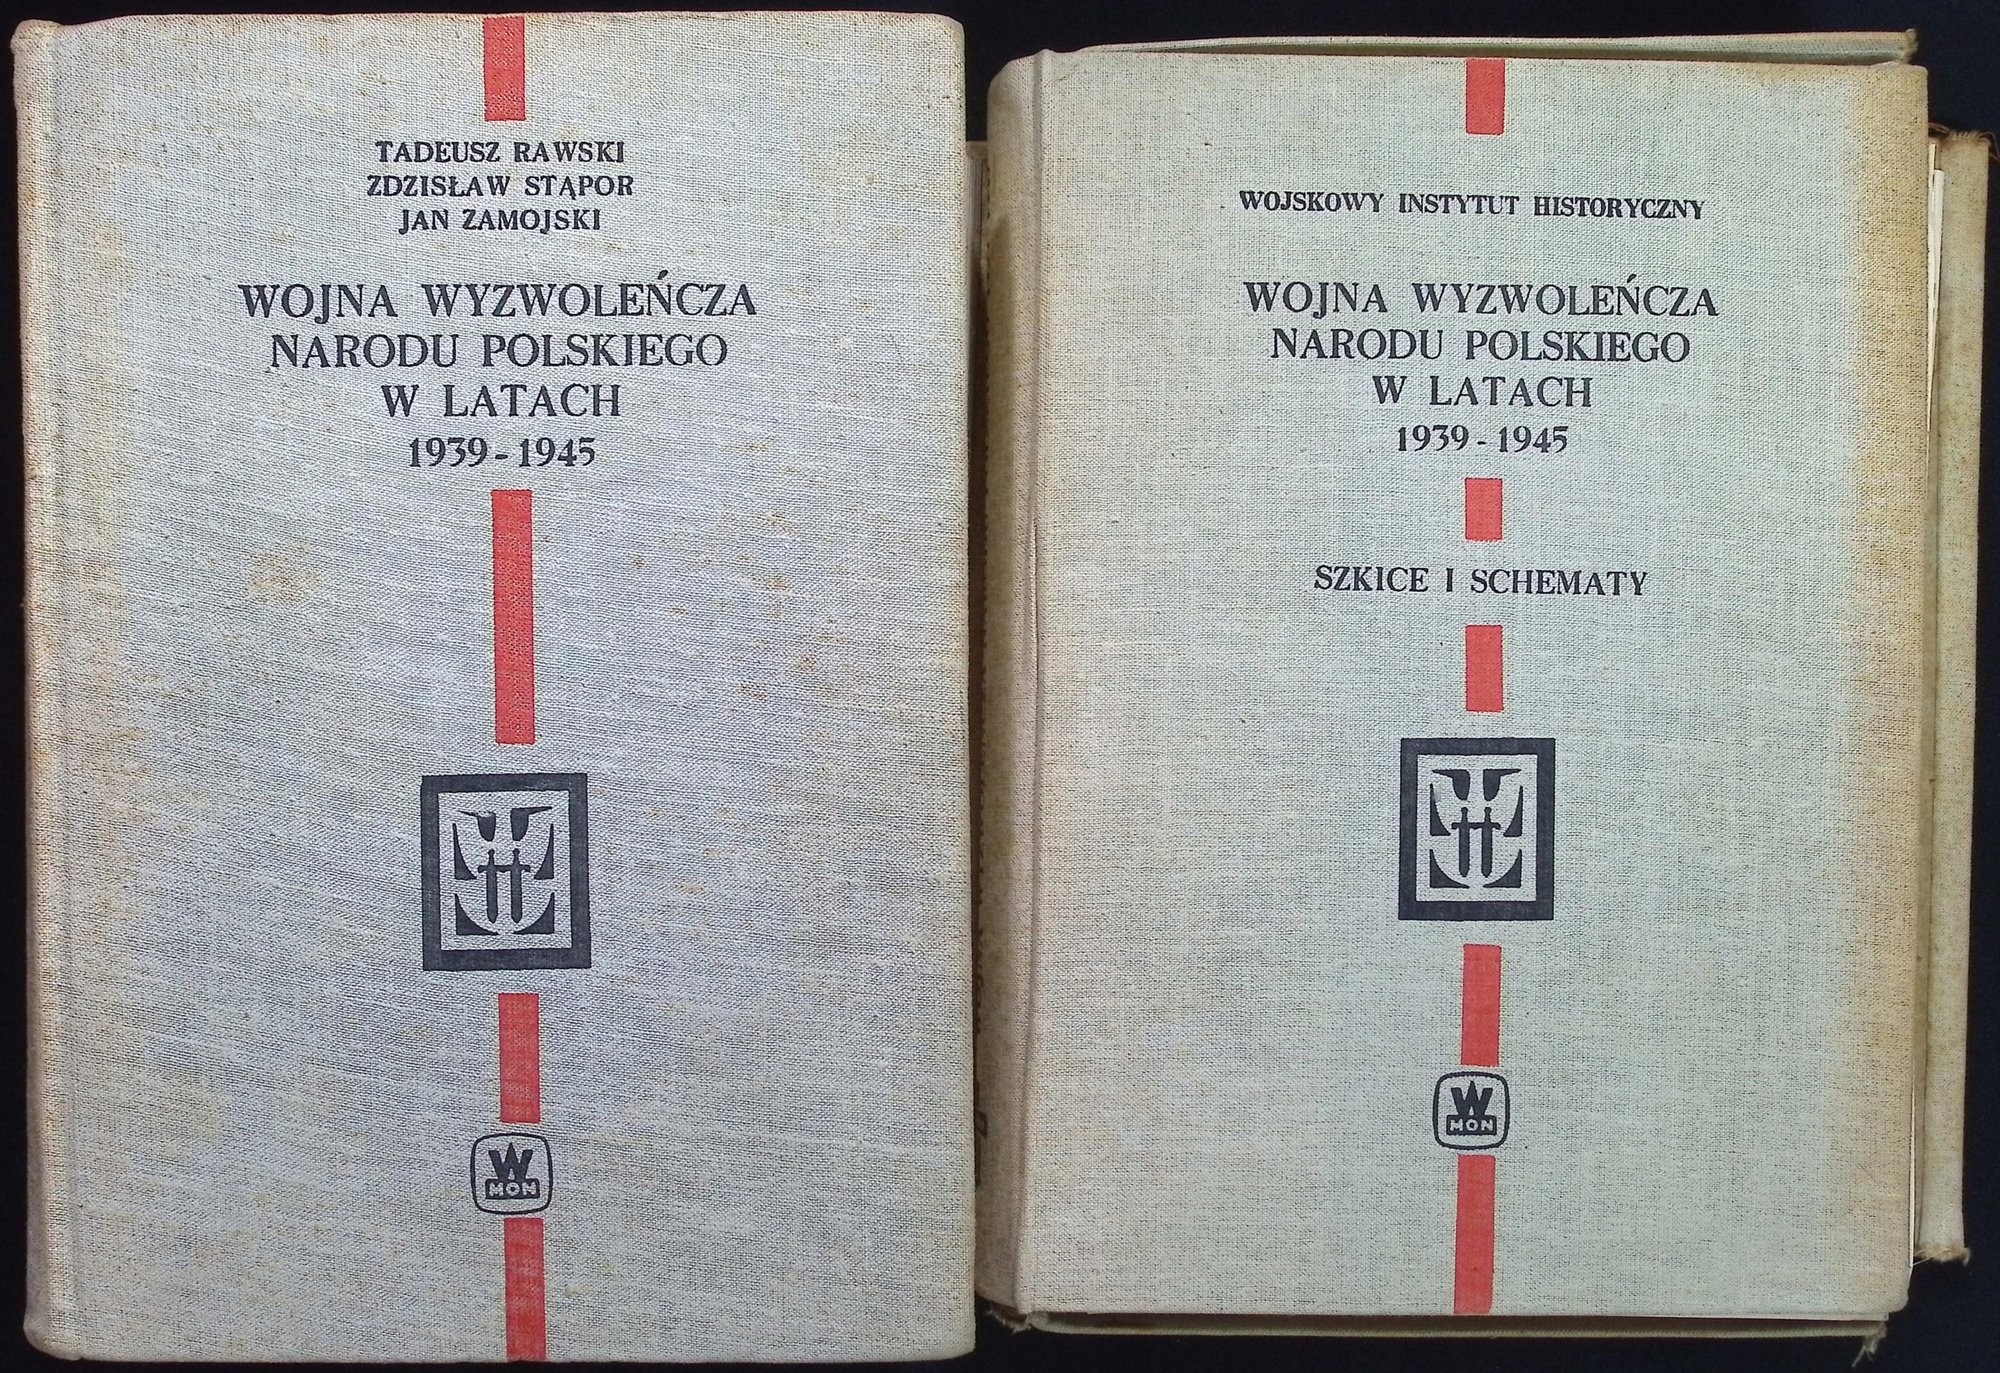 TADEUSZ RAWSKI
ZDZISŁAW STĄPOR
JAN ZAMOJSKI
WOJNA WYZWOLEŃCZA
NARODU POLSKIEGO
W LATACH
1939-1945
W
MON
WOJSKOWY INSTYTUT HISTORYCZNY
WOJNA WYZWOLEŃCZA
NARODU POLSKIEGO
W LATACH
1939-1945
SZKICE I SCHEMATY
W
MON